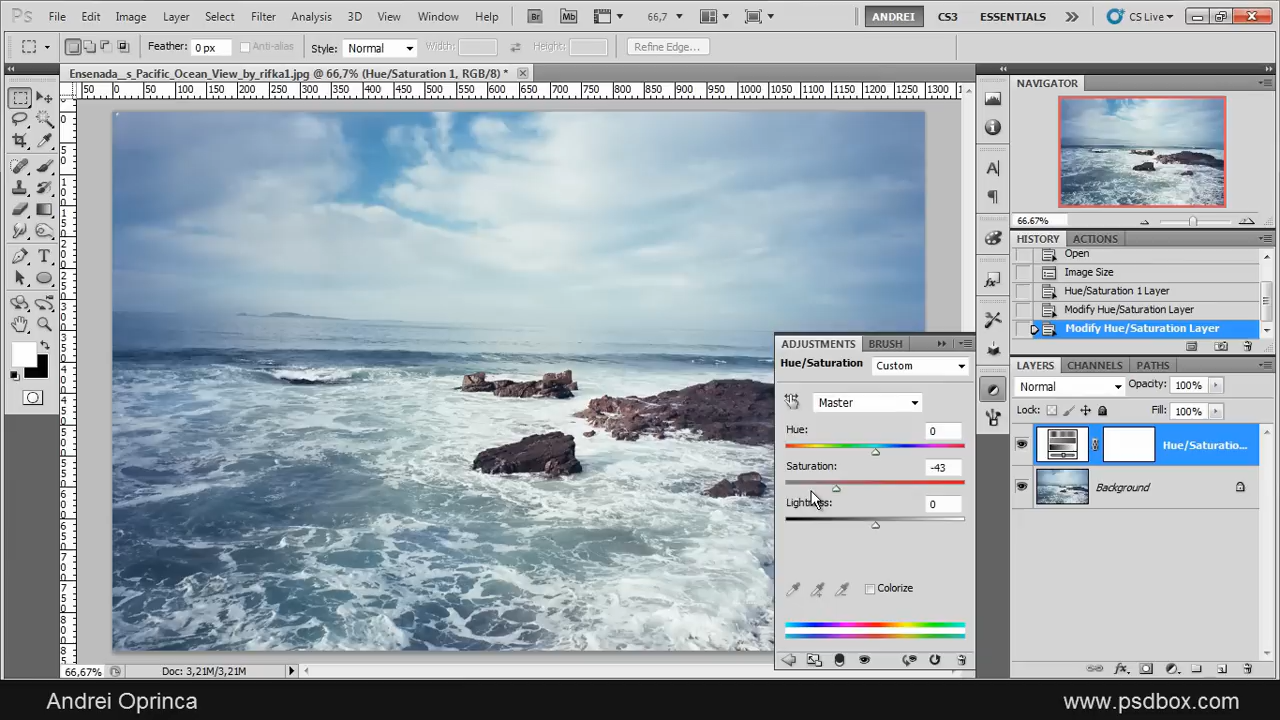 Ps File Edit Image Layer Select Filter Analysis 3D View Window Help Br Mb 66,7 ANDREI CS3 ESSENTIALS CS Live
Feather: 0 px Anti-alias Style: Normal Width: Height: Refine Edge...
Ensenada__s_Pacific_Ocean_View_by_rifka1.jpg @ 66,7% (Hue/Saturation 1, RGB/8) *
50 0 50 100 150 200 250 300 350 400 450 500 550 600 650 700 750 800 850 900 950 1000 1050 1100 1150 1200 1250 1300
NAVIGATOR
66.67%
HISTORY ACTIONS
Open
Image Size
Hue/Saturation 1 Layer
Modify Hue/Saturation Layer
Modify Hue/Saturation Layer
ADJUSTMENTS BRUSH
Hue/Saturation Custom
Master
Hue: 0
Saturation: -43
Lightness: 0
Colorize
LAYERS CHANNELS PATHS
Normal Opacity: 100%
Lock: Fill: 100%
Hue/Saturatio...
Background
66,67% Doc: 3,21M/3,21M
Andrei Oprinca www.psdbox.com